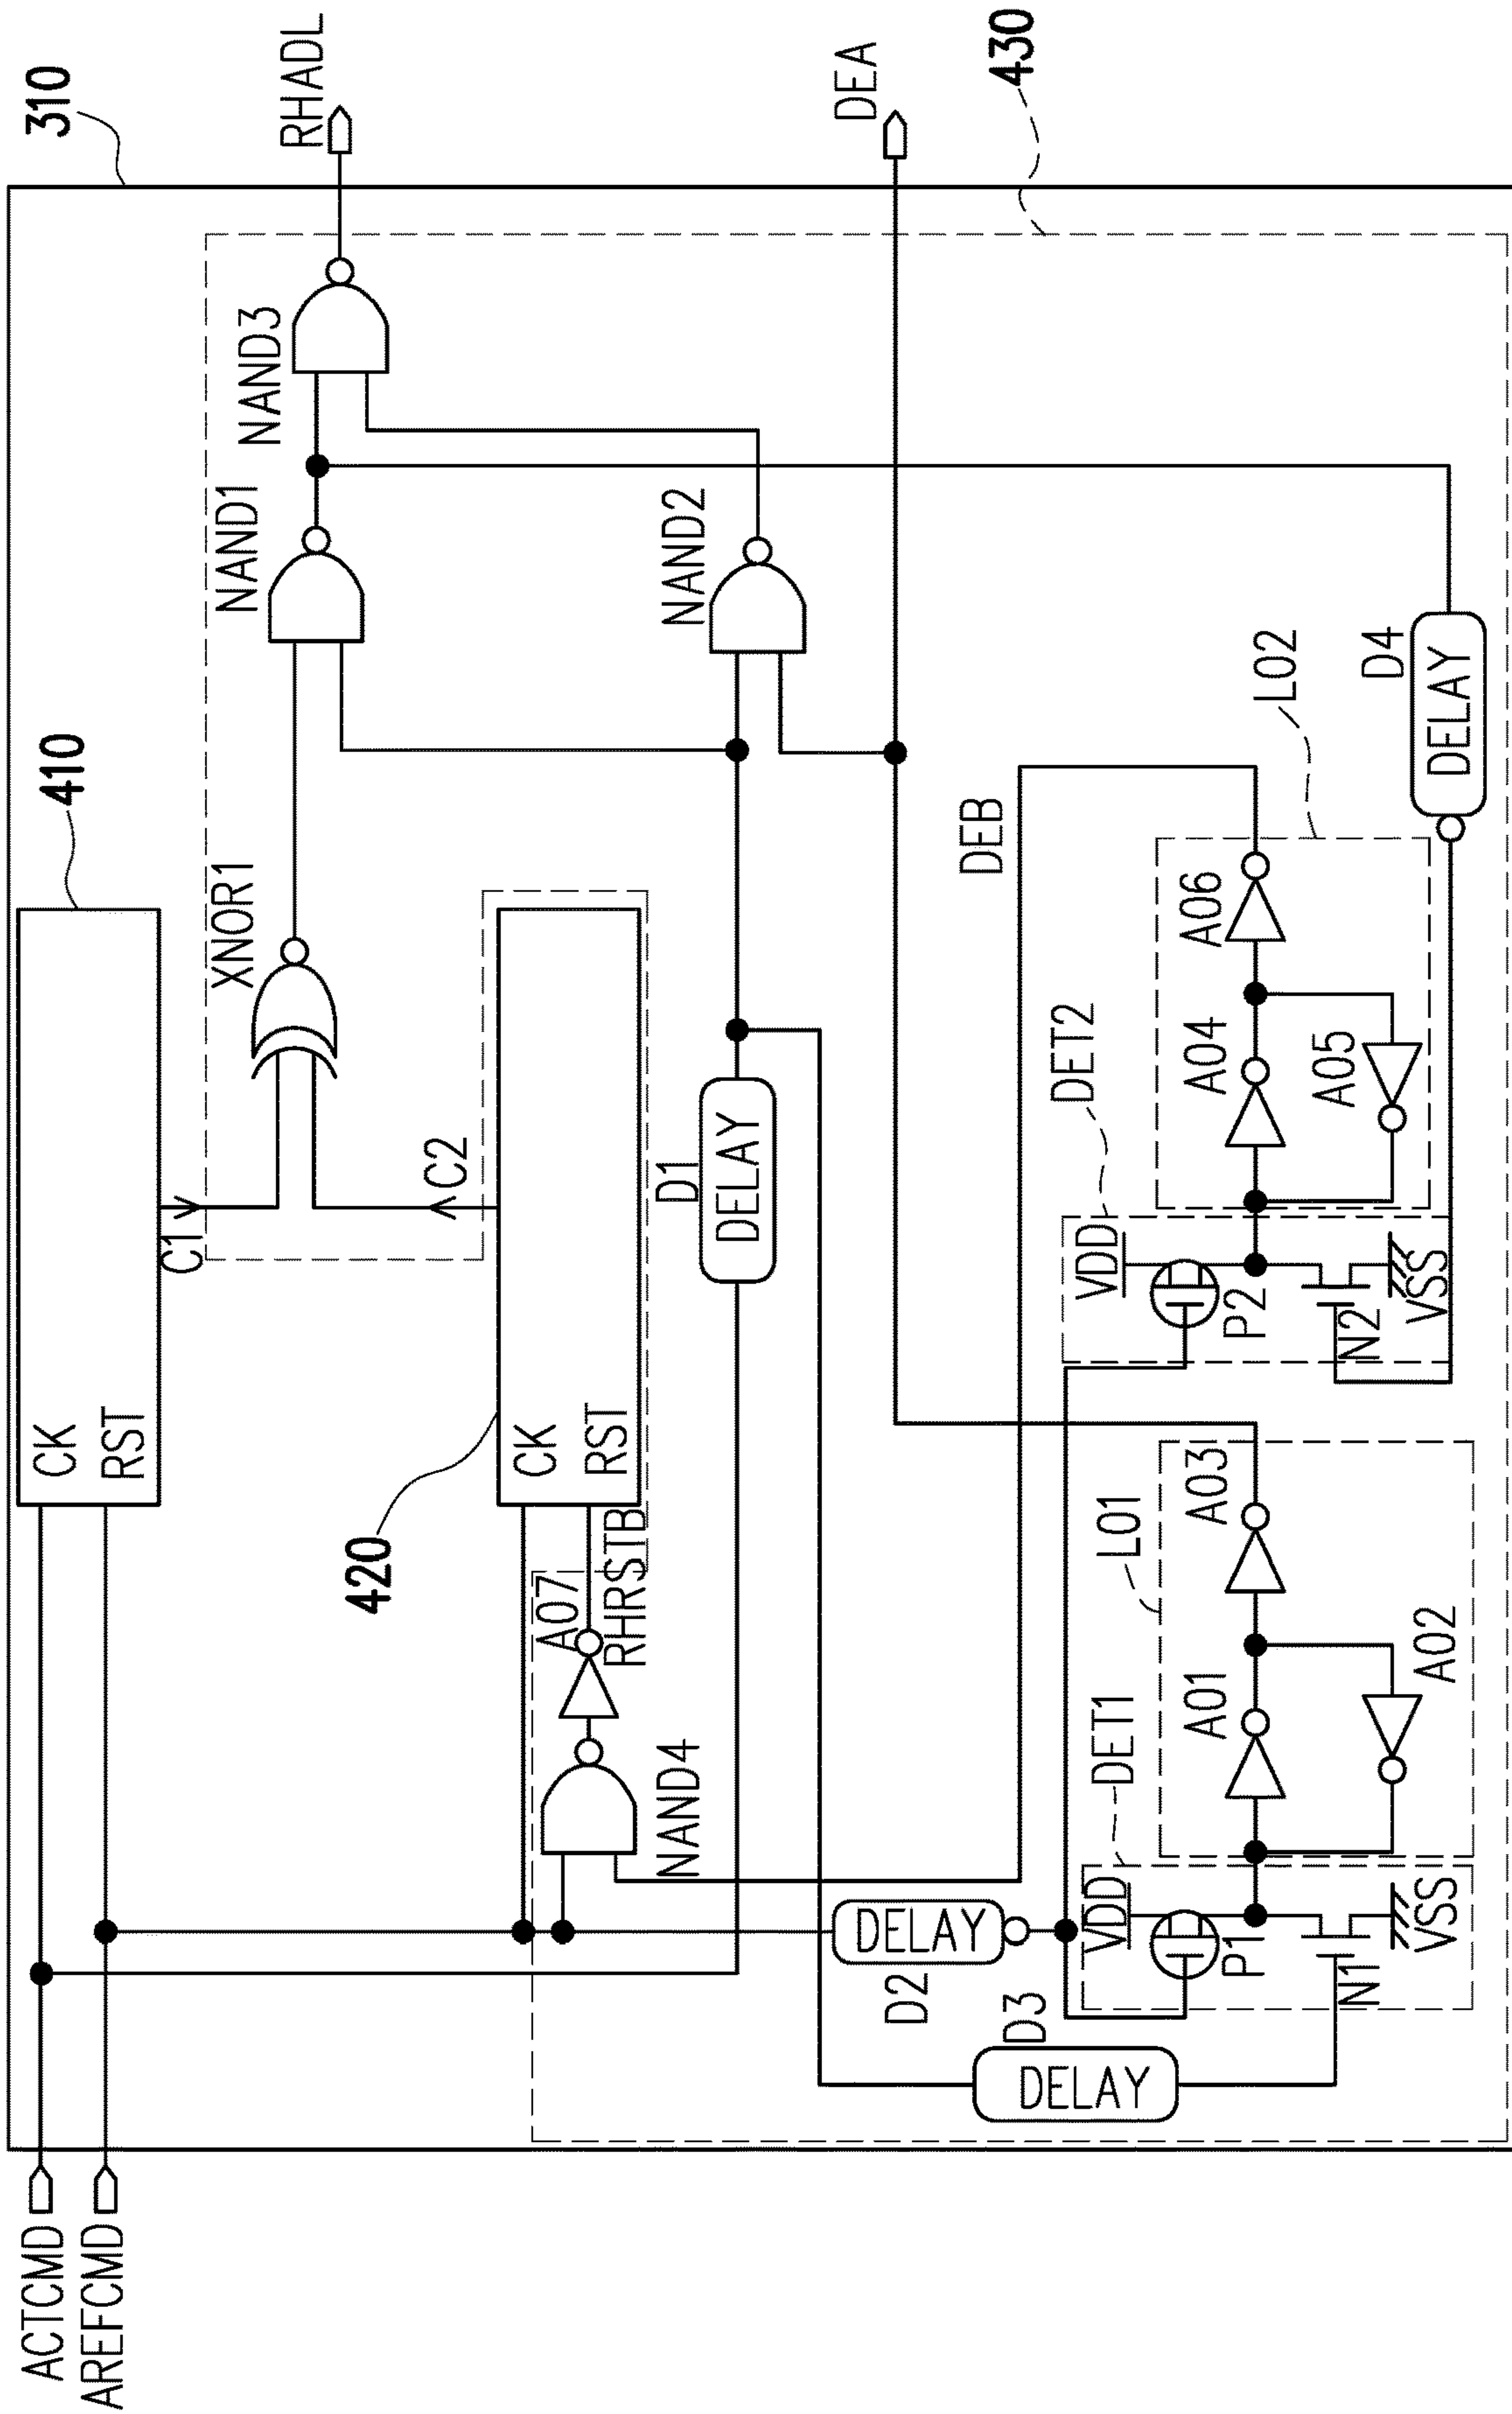 310
410
CK
RST
C1
XNOR1
NAND1
NAND3
RHADL
ACTCMD
AREFCMD
420
CK
RST
C2
A07
RHRSTB
NAND4
D1
DELAY
NAND2
DEA
430
DELAY
D2
D3
DELAY
DEB
DET1
VDD
P1
N1
VSS
L01
A01
A02
A03
DET2
VDD
P2
N2
VSS
A04
A05
A06
L02
D4
DELAY